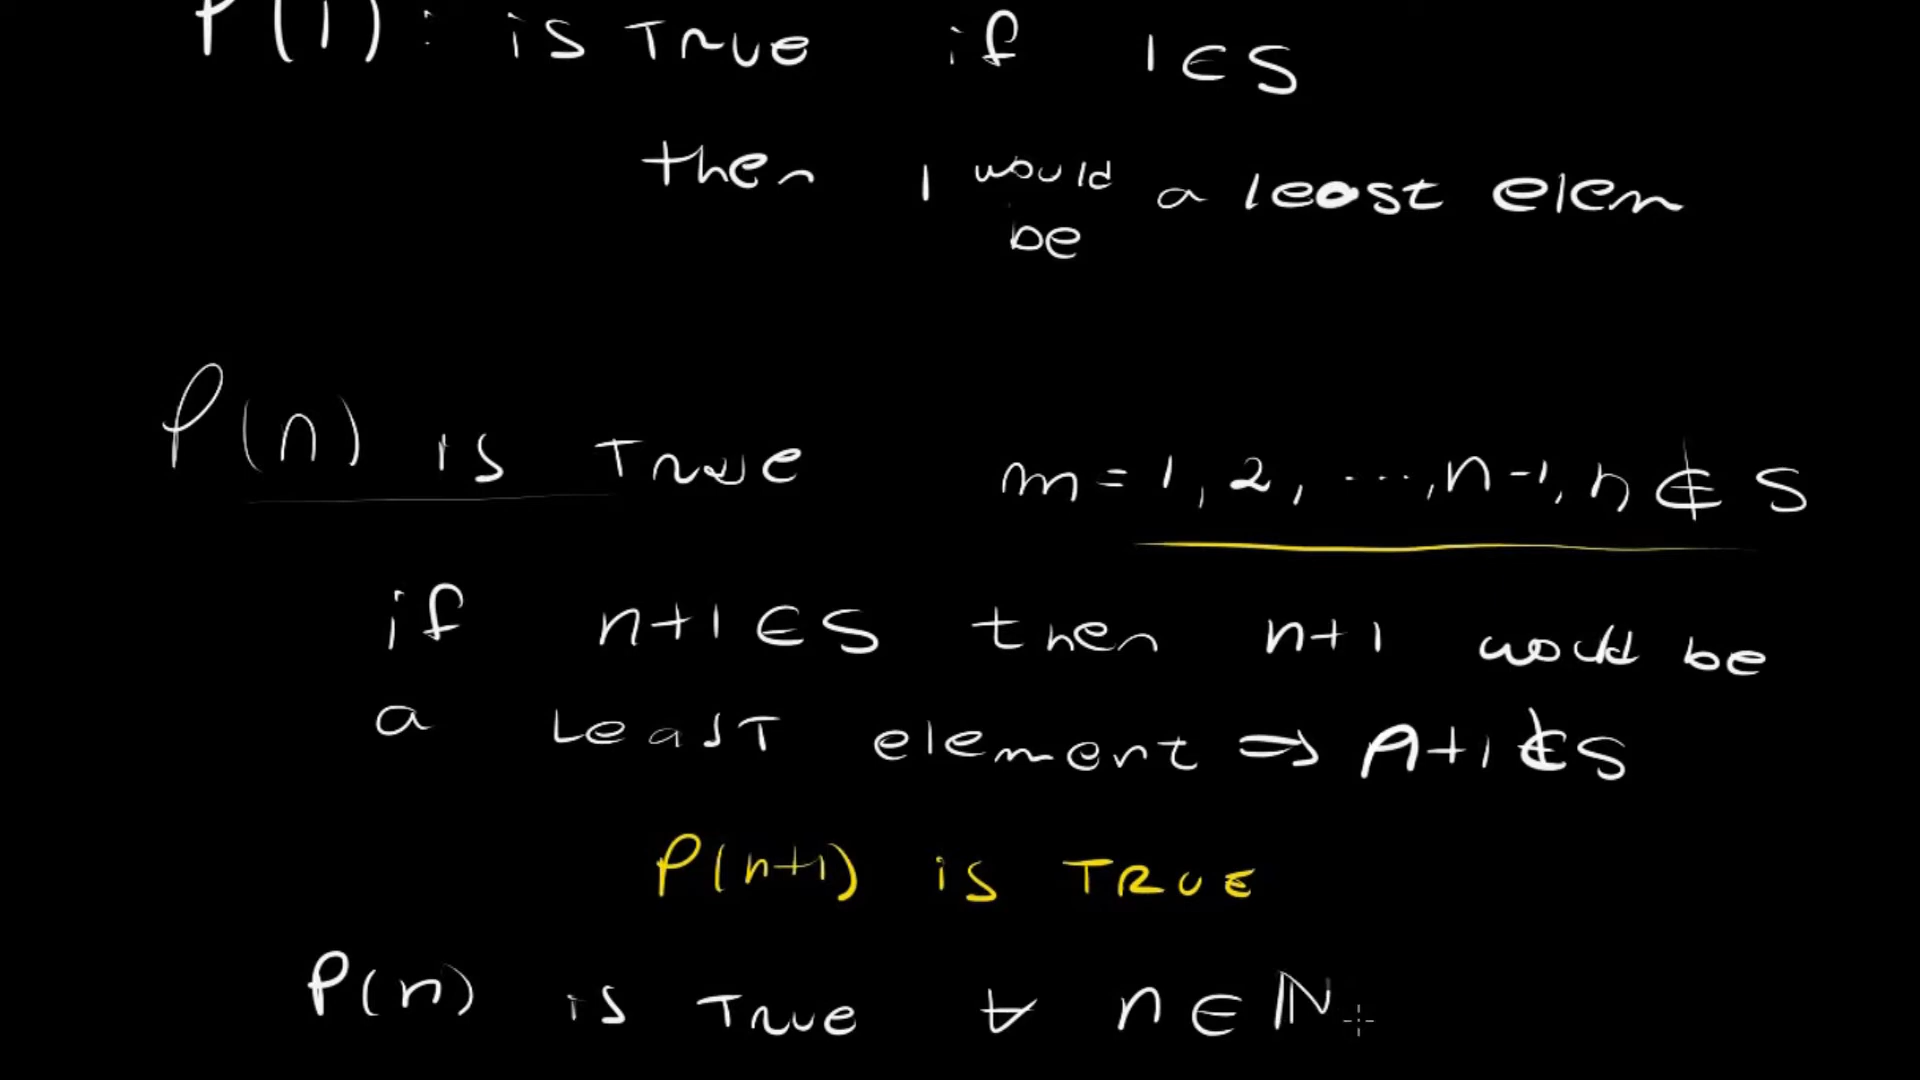 P(1): is True if 1∈S
then 1 would be a least elem
P(n) is True m=1, 2, ...,n-1, n ∉ S
if n+1∈S then n+1 would be
a Least element ⇒ n+1∉S
P(n+1) is TRUE
P(n) is True ∀ n∈ℕ